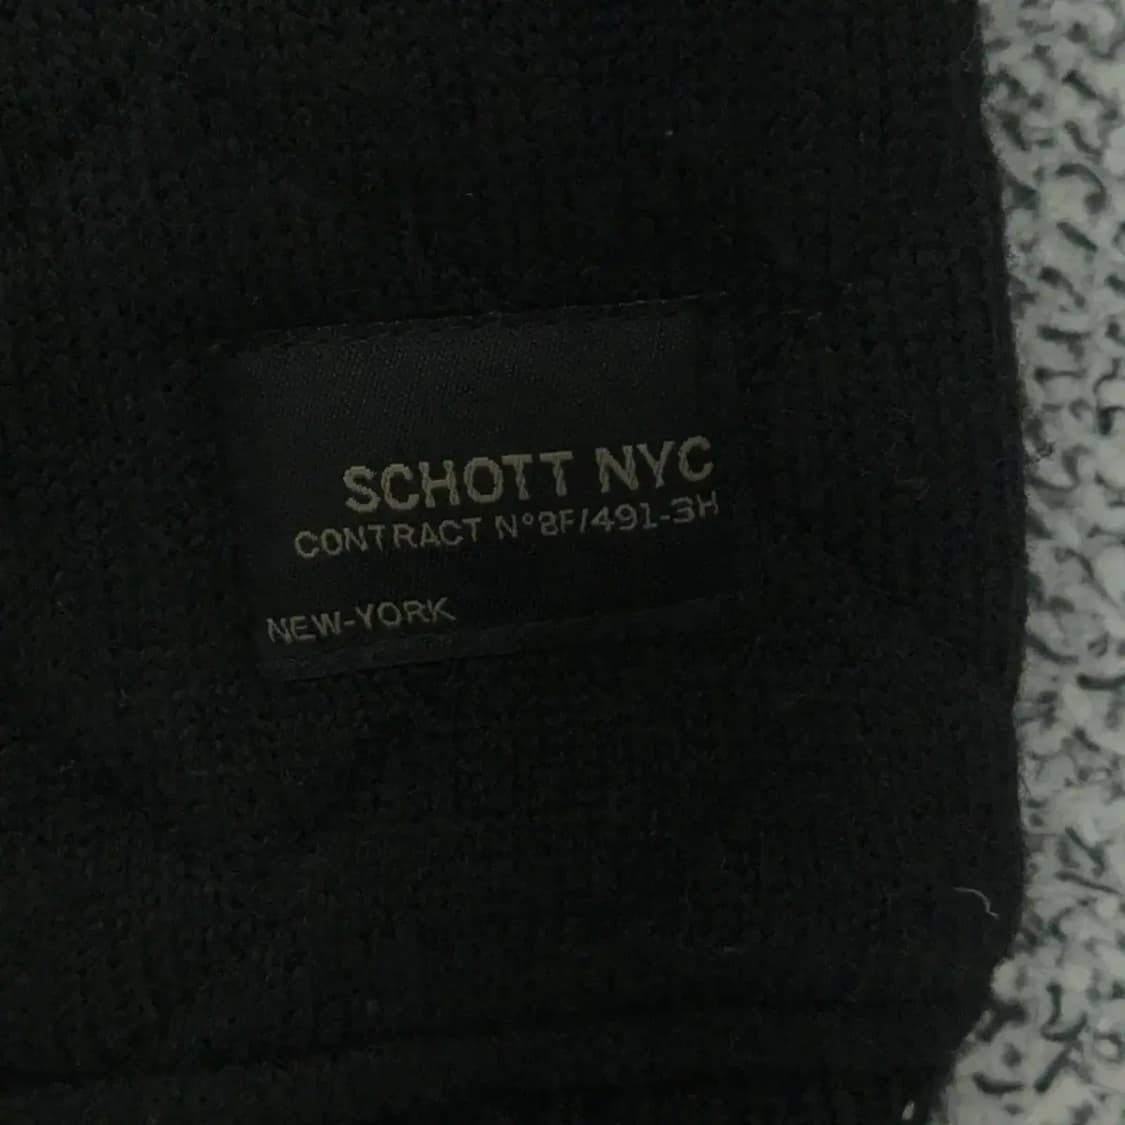 SCHOTT NYC
CONTRACT N°8F/491-3H
NEW-YORK